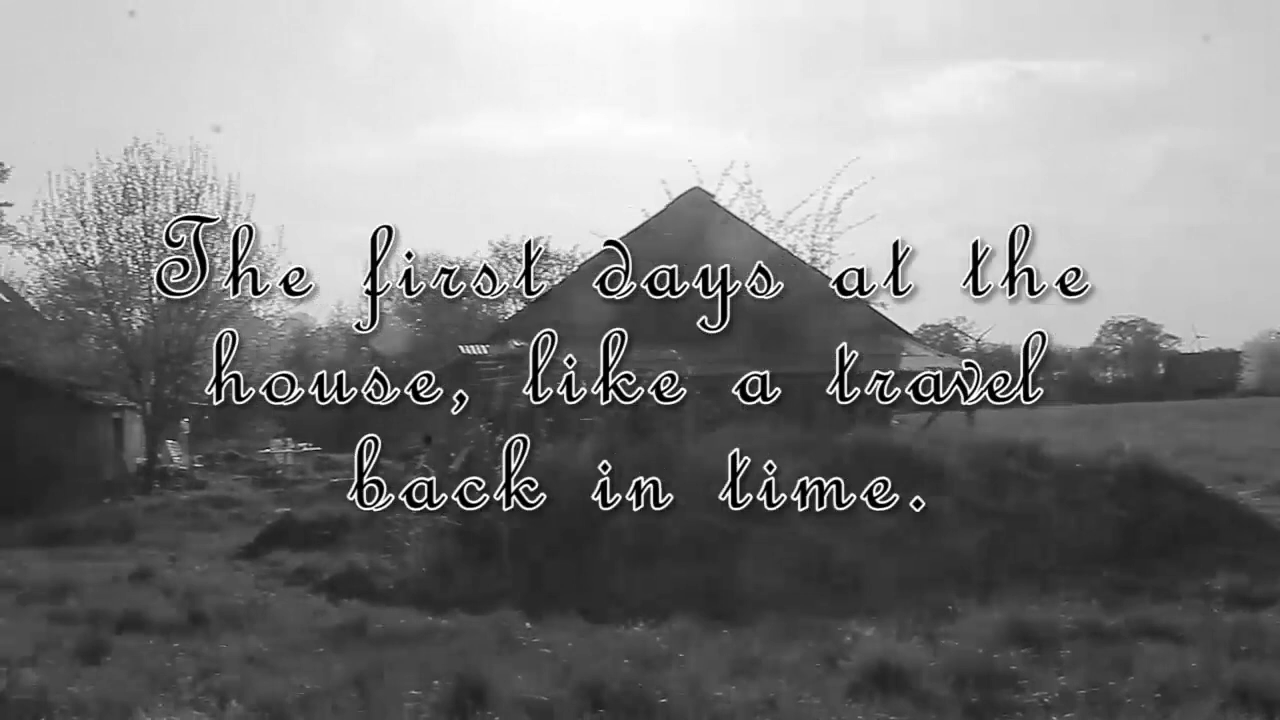 The first days at the
house, like a travel
back in time.